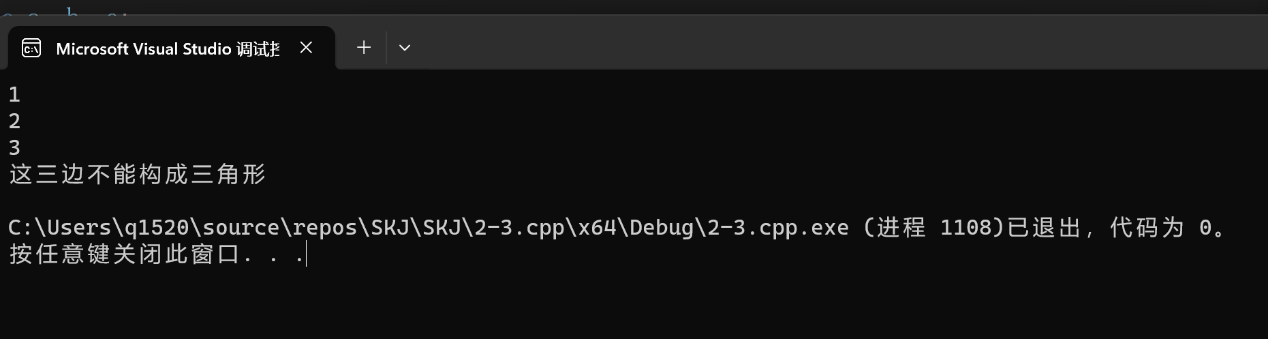 Microsoft Visual Studio 调试
1
2
3
这三边不能构成三角形
C:\Users\q1520\source\repos\SKJ\SKJ\2-3.cpp\x64\Debug\2-3.cpp.exe (进程 1108)已退出，代码为 0。
按任意键关闭此窗口. . .